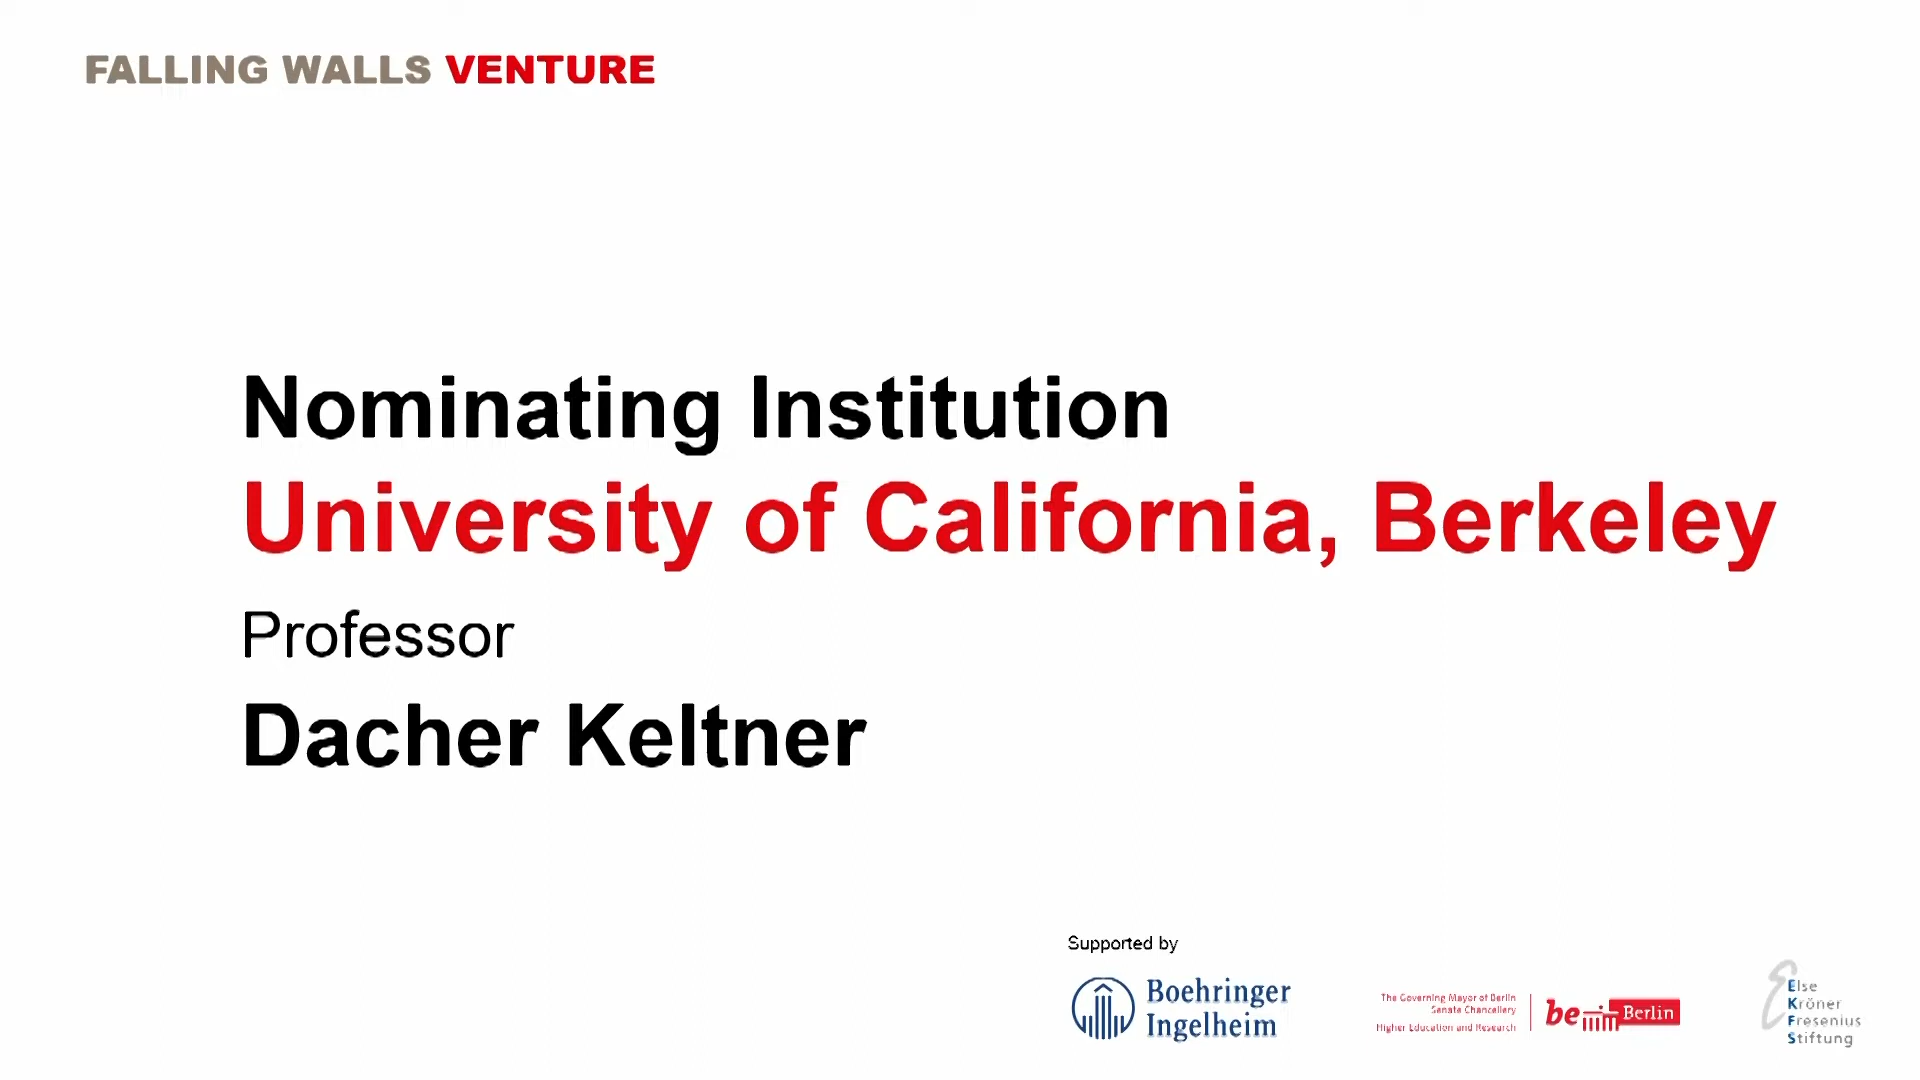 FALLING WALLS VENTURE
Nominating Institution
University of California, Berkeley
Professor
Dacher Keltner
Supported by
Boehringer
Ingelheim
The Governing Mayor of Berlin
Senate Chancellery
Higher Education and Research
be Berlin
Else
Kröner
Fresenius
Stiftung